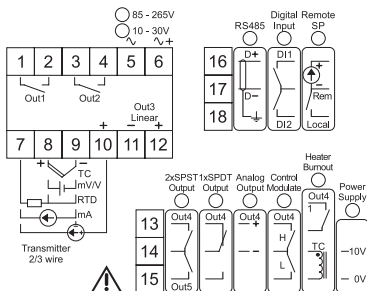 85 - 265V
10 - 30V
∿ ∿ +
1 2 3 4 5 6
Out1 Out2
Out3
Linear
+ − +
7 8 9 10 11 12
+ −
TC
mV/V
RTD
mA
Transmitter
2/3 wire
RS485
Digital
Input
Remote
SP
16
17
18
D+
D-
DI1
DI2
+
-
Rem
Local
2xSPST
Output
1xSPDT
Output
Analog
Output
Control
Modulate
Heater
Burnout
Power
Supply
13
14
15
Out4
Out5
Out4
Out4
+
- -
Out4
H
L
Out4
1
TC
10V
0V